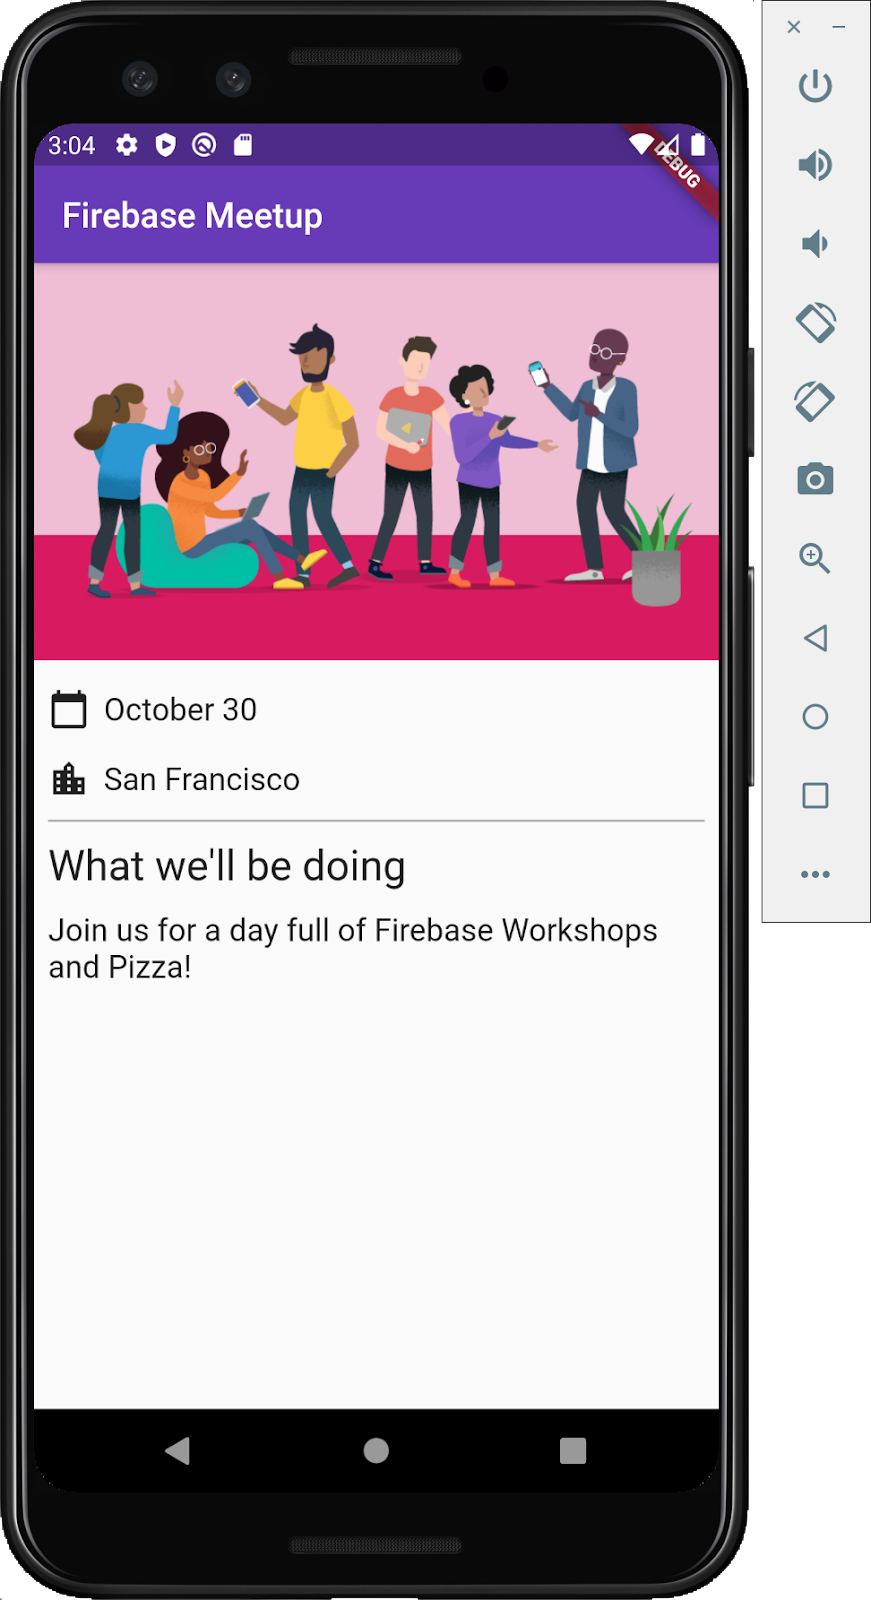 3:04
DEBUG
Firebase Meetup
October 30
San Francisco
What we'll be doing
Join us for a day full of Firebase Workshops
and Pizza!